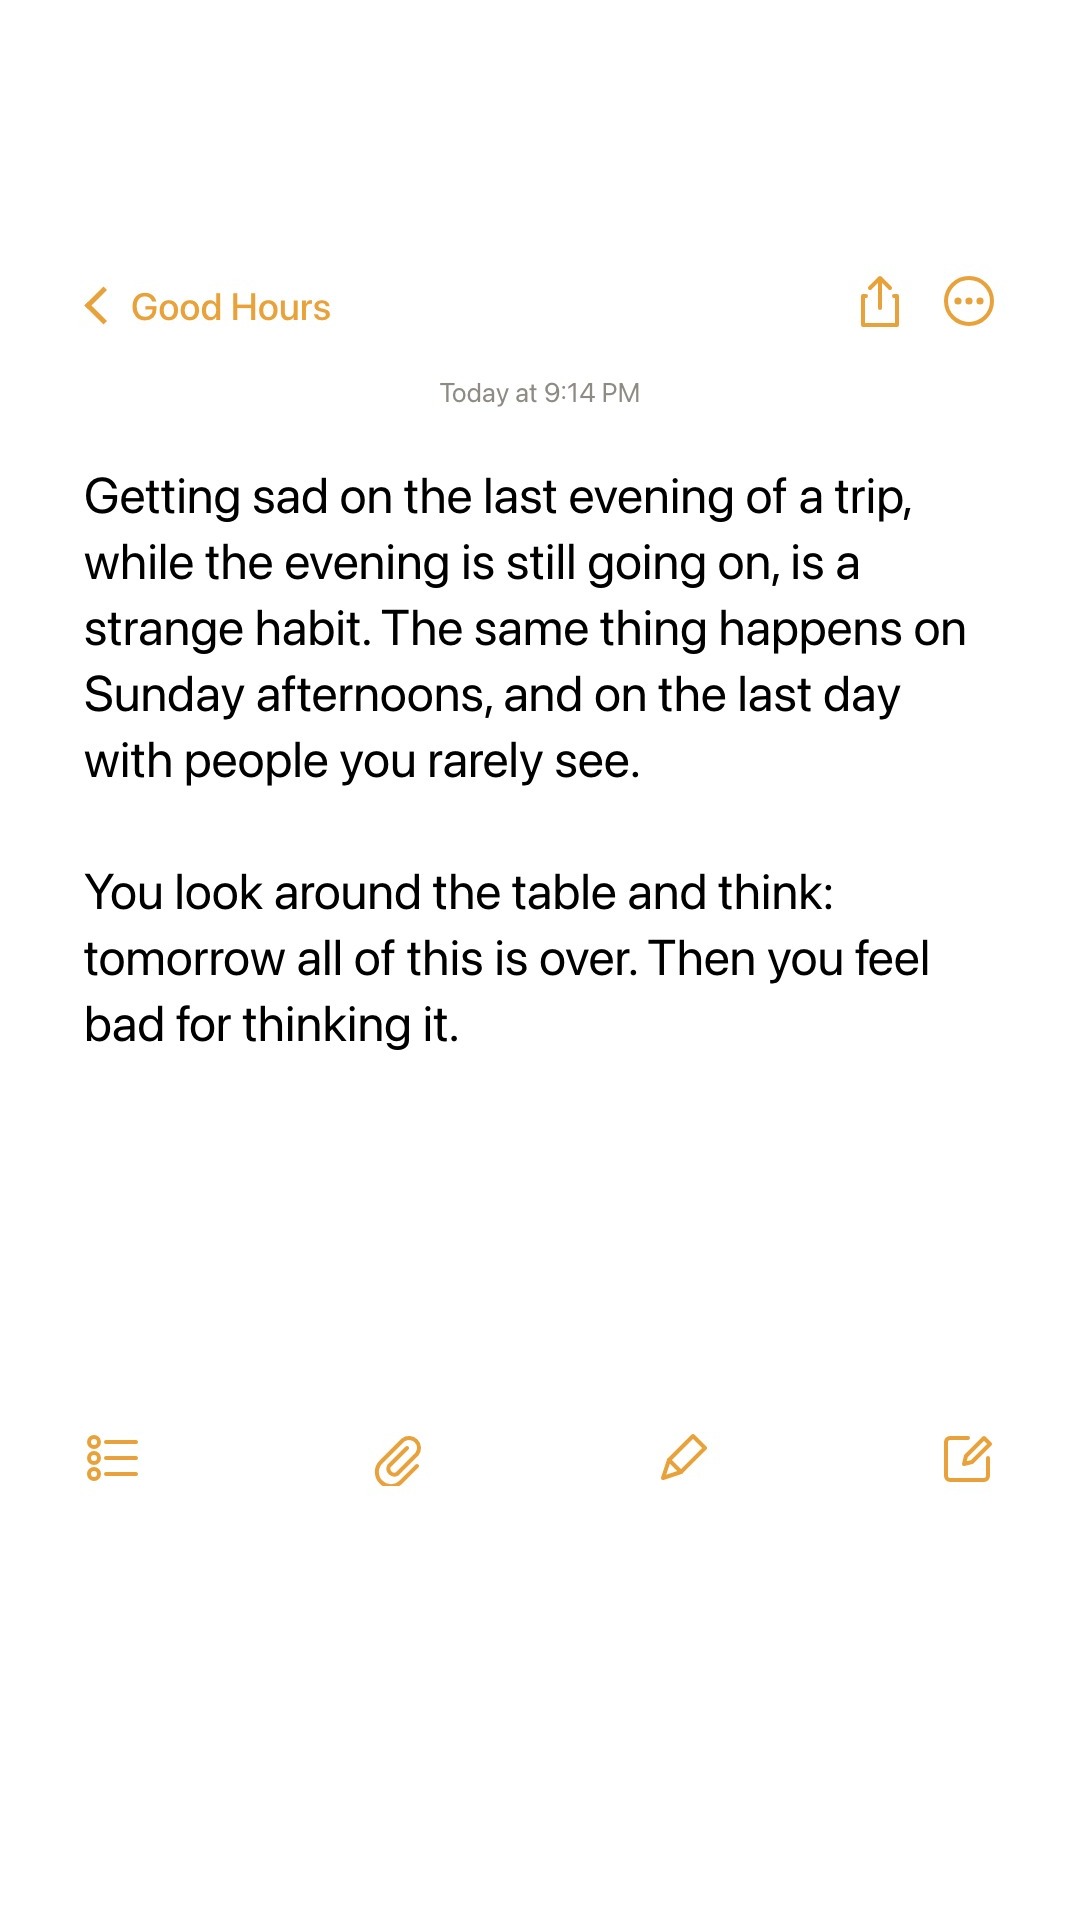 Good Hours
Today at 9:14 PM
Getting sad on the last evening of a trip,
while the evening is still going on, is a
strange habit. The same thing happens on
Sunday afternoons, and on the last day
with people you rarely see.
You look around the table and think:
tomorrow all of this is over. Then you feel
bad for thinking it.